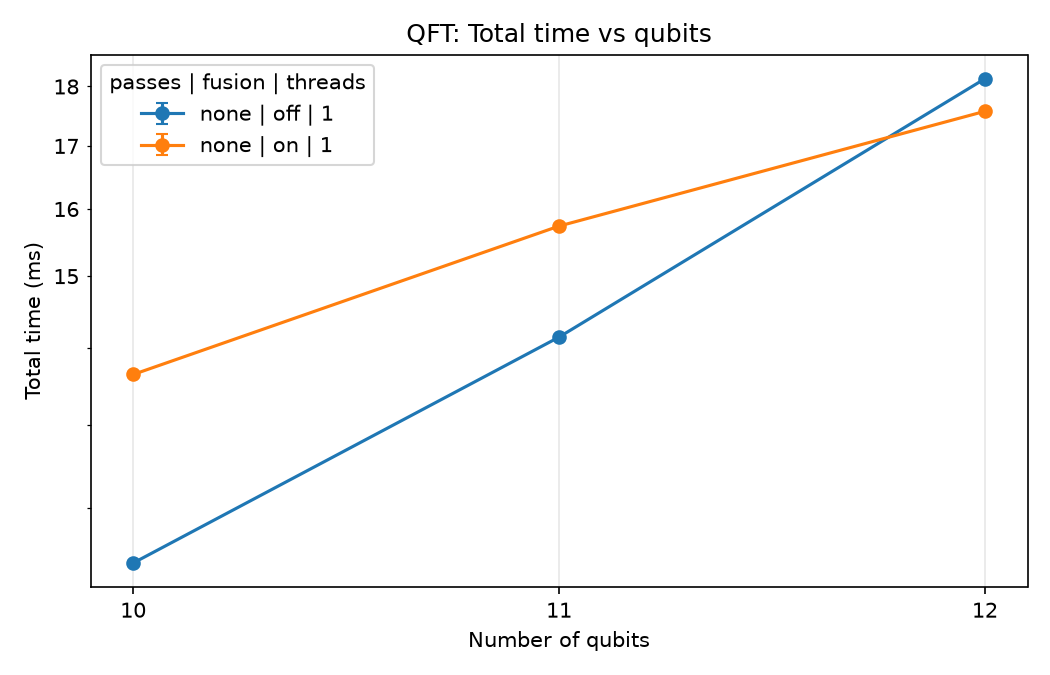 QFT: Total time vs qubits
passes | fusion | threads
none | off | 1
none | on | 1
18
17
16
15
Total time (ms)
10 11 12
Number of qubits